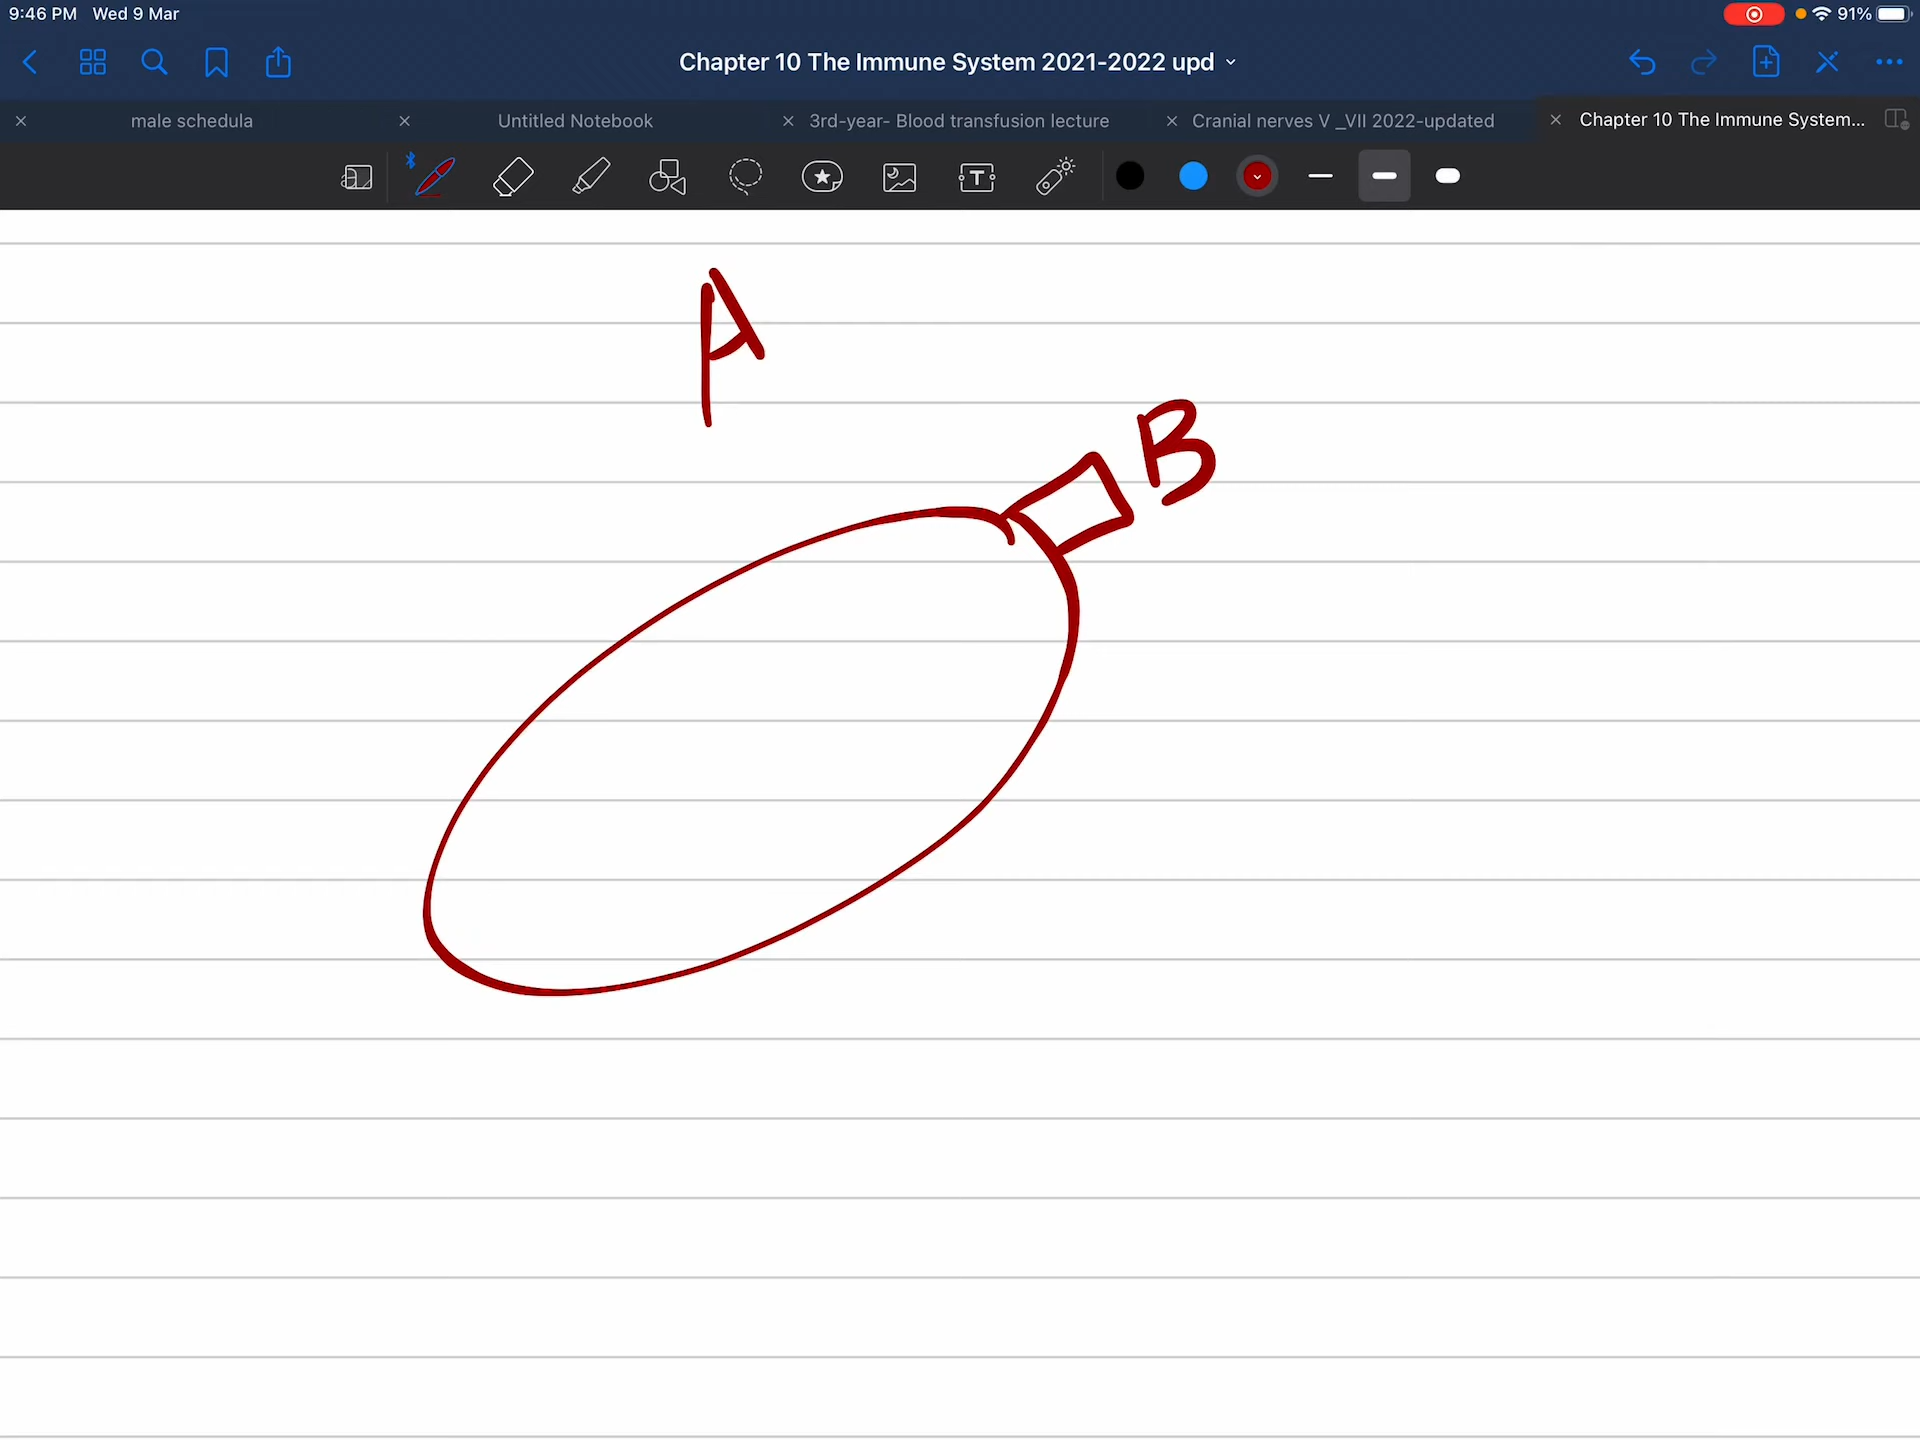 9:46 PM Wed 9 Mar 91%
Chapter 10 The Immune System 2021-2022 upd
male schedula Untitled Notebook 3rd-year- Blood transfusion lecture Cranial nerves V _VII 2022-updated Chapter 10 The Immune System...
A
B